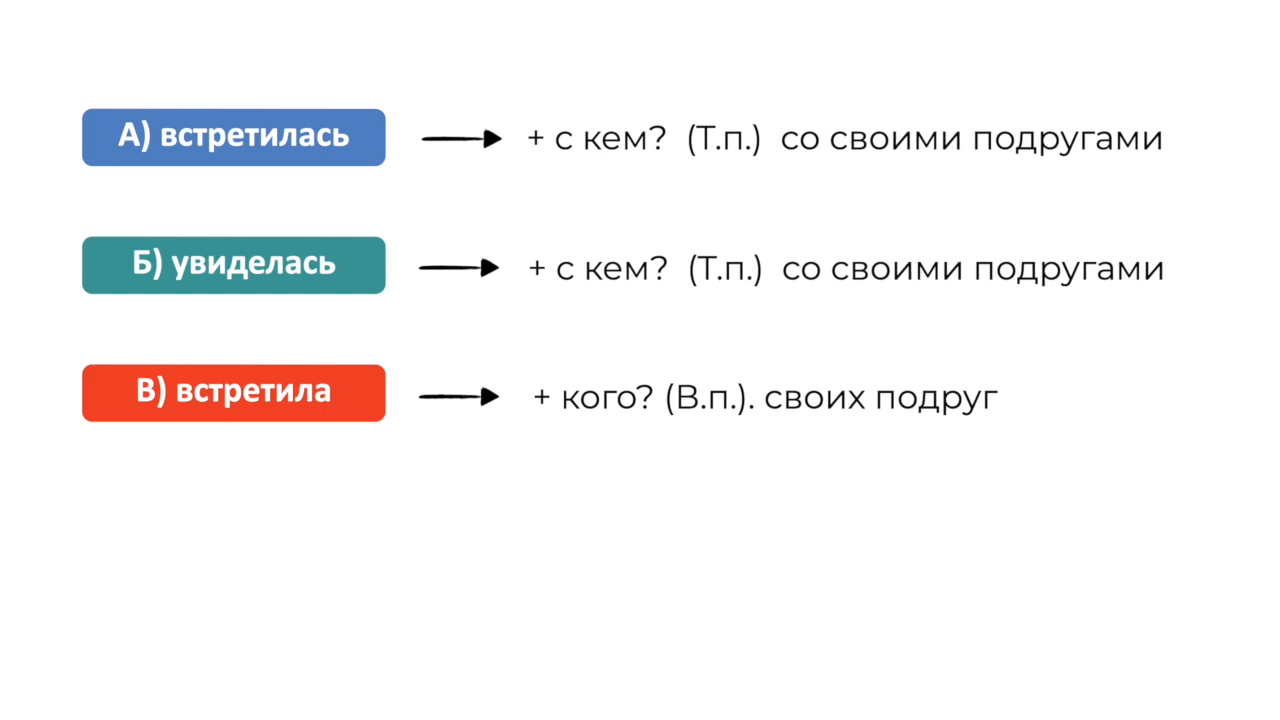 А) встретилась + с кем? (Т.п.) со своими подругами
Б) увиделась + с кем? (Т.п.) со своими подругами
В) встретила + кого? (В.п.). своих подруг